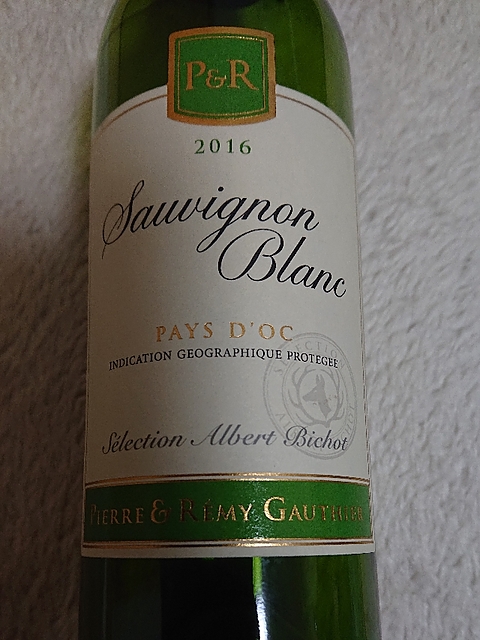 P&R
2016
Sauvignon
Blanc
PAYS D'OC
INDICATION GEOGRAPHIQUE PROTEGEE
Sélection Albert Bichot
PIERRE & RÉMY GAUTHIER